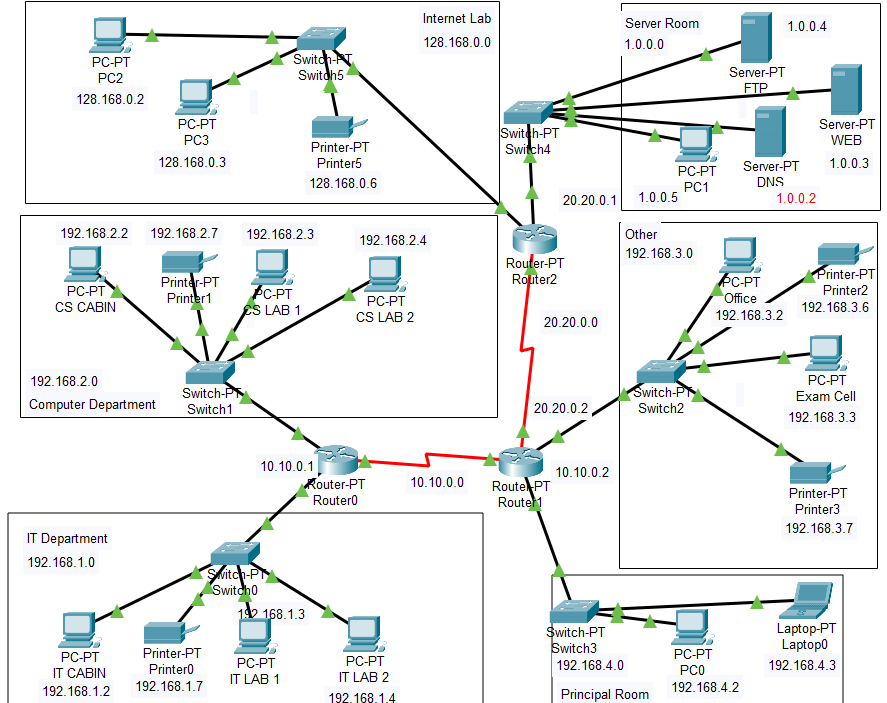 Internet Lab
128.168.0.0
PC-PT
PC2
128.168.0.2
Switch-PT
Switch5
PC-PT
PC3
128.168.0.3
Printer-PT
Printer5
128.168.0.6
Server Room
1.0.0.0
1.0.0.4
Server-PT
FTP
Server-PT
WEB
1.0.0.3
Switch-PT
Switch4
PC-PT
PC1
1.0.0.5
Server-PT
DNS
1.0.0.2
20.20.0.1
Router-PT
Router2
20.20.0.0
20.20.0.2
192.168.2.2
PC-PT
CS CABIN
192.168.2.7
Printer-PT
Printer1
192.168.2.3
PC-PT
CS LAB 1
192.168.2.4
PC-PT
CS LAB 2
192.168.2.0
Computer Department
Switch-PT
Switch1
Other
192.168.3.0
PC-PT
Office
192.168.3.2
Printer-PT
Printer2
192.168.3.6
Switch-PT
Switch2
PC-PT
Exam Cell
192.168.3.3
Printer-PT
Printer3
192.168.3.7
10.10.0.1
Router-PT
Router0
10.10.0.0
Router-PT
Router1
10.10.0.2
IT Department
192.168.1.0
Switch-PT
Switch0
PC-PT
IT CABIN
192.168.1.2
Printer-PT
Printer0
192.168.1.7
192.168.1.3
PC-PT
IT LAB 1
PC-PT
IT LAB 2
192.168.1.4
Switch-PT
Switch3
192.168.4.0
Principal Room
PC-PT
PC0
192.168.4.2
Laptop-PT
Laptop0
192.168.4.3